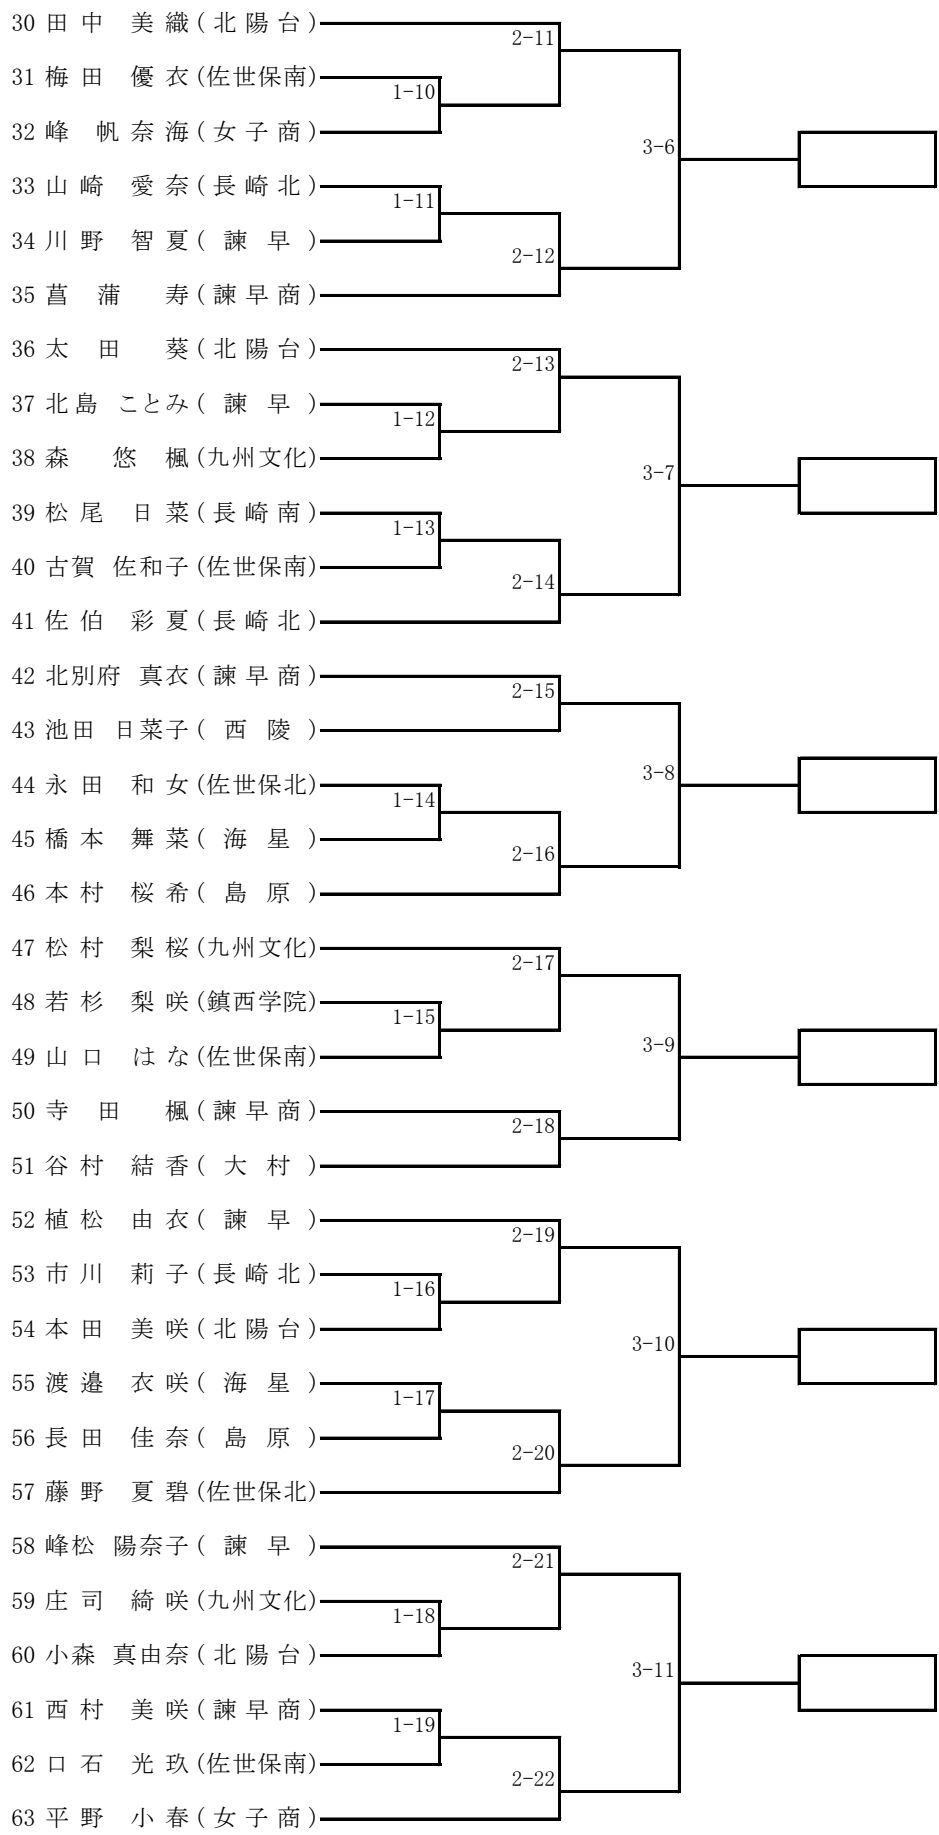 30 田中 美織(北陽台)
2-11
31 梅田 優衣(佐世保南)
1-10
32 峰 帆奈海(女子商)
3-6
33 山崎 愛奈(長崎北)
1-11
34 川野 智夏(諫早)
2-12
35 菖蒲 寿(諫早商)
36 太田 葵(北陽台)
2-13
37 北島 ことみ(諫早)
1-12
38 森 悠楓(九州文化)
3-7
39 松尾 日菜(長崎南)
1-13
40 古賀 佐和子(佐世保南)
2-14
41 佐伯 彩夏(長崎北)
42 北別府 真衣(諫早商)
2-15
43 池田 日菜子(西陵)
3-8
44 永田 和女(佐世保北)
1-14
45 橋本 舞菜(海星)
2-16
46 本村 桜希(島原)
47 松村 梨桜(九州文化)
2-17
48 若杉 梨咲(鎮西学院)
1-15
3-9
49 山口 はな(佐世保南)
50 寺田 楓(諫早商)
2-18
51 谷村 結香(大村)
52 植松 由衣(諫早)
2-19
53 市川 莉子(長崎北)
1-16
54 本田 美咲(北陽台)
3-10
55 渡邉 衣咲(海星)
1-17
56 長田 佳奈(島原)
2-20
57 藤野 夏碧(佐世保北)
58 峰松 陽奈子(諫早)
2-21
59 庄司 綺咲(九州文化)
1-18
60 小森 真由奈(北陽台)
3-11
61 西村 美咲(諫早商)
1-19
62 口石 光玖(佐世保南)
2-22
63 平野 小春(女子商)